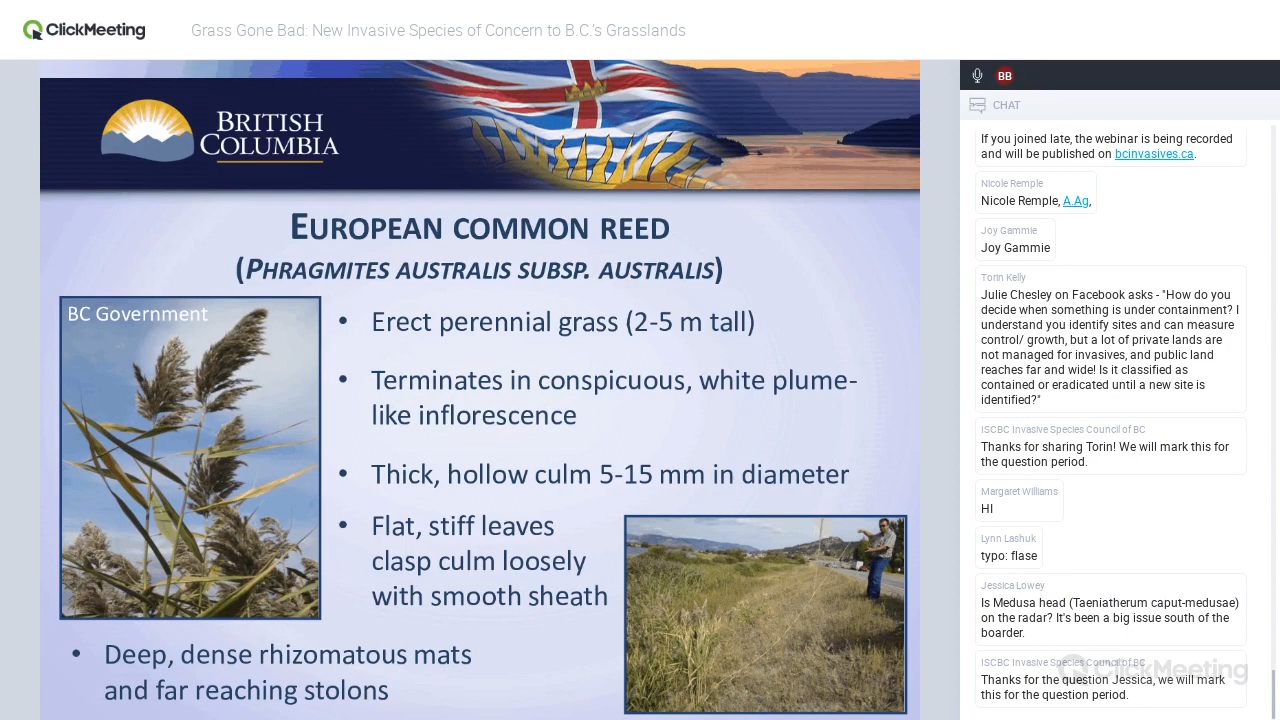 ClickMeeting
Grass Gone Bad: New Invasive Species of Concern to B.C.'s Grasslands
BRITISH
COLUMBIA
EUROPEAN COMMON REED
(PHRAGMITES AUSTRALIS SUBSP. AUSTRALIS)
BC Government
• Erect perennial grass (2-5 m tall)
• Terminates in conspicuous, white plume-
like inflorescence
• Thick, hollow culm 5-15 mm in diameter
• Flat, stiff leaves
clasp culm loosely
with smooth sheath
• Deep, dense rhizomatous mats
and far reaching stolons
BB
CHAT
If you joined late, the webinar is being recorded
and will be published on bcinvasives.ca.
Nicole Remple
Nicole Remple, A.Ag,
Joy Gammie
Joy Gammie
Torin Kelly
Julie Chesley on Facebook asks - "How do you
decide when something is under containment? I
understand you identify sites and can measure
control/ growth, but a lot of private lands are
not managed for invasives, and public land
reaches far and wide! Is it classified as
contained or eradicated until a new site is
identified?"
ISCBC Invasive Species Council of BC
Thanks for sharing Torin! We will mark this for
the question period.
Margaret Williams
HI
Lynn Lashuk
typo: flase
Jessica Lowey
Is Medusa head (Taeniatherum caput-medusae)
on the radar? It's been a big issue south of the
boarder.
ISCBC Invasive Species Council of BC
Thanks for the question Jessica, we will mark
this for the question period.
ClickMeeting